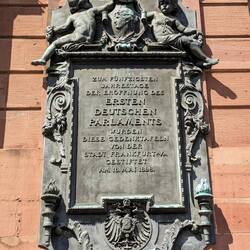 ZUM FÜNFZIGSTEN
JAHRESTAGE
DER ERÖFFNUNG DES
ERSTEN
DEUTSCHEN
PARLAMENTS
WURDEN
DIESE GEDENKTAFELN
VON DER
STADT FRANKFURT A/M
GESTIFTET
AM 18. MAI 1898.